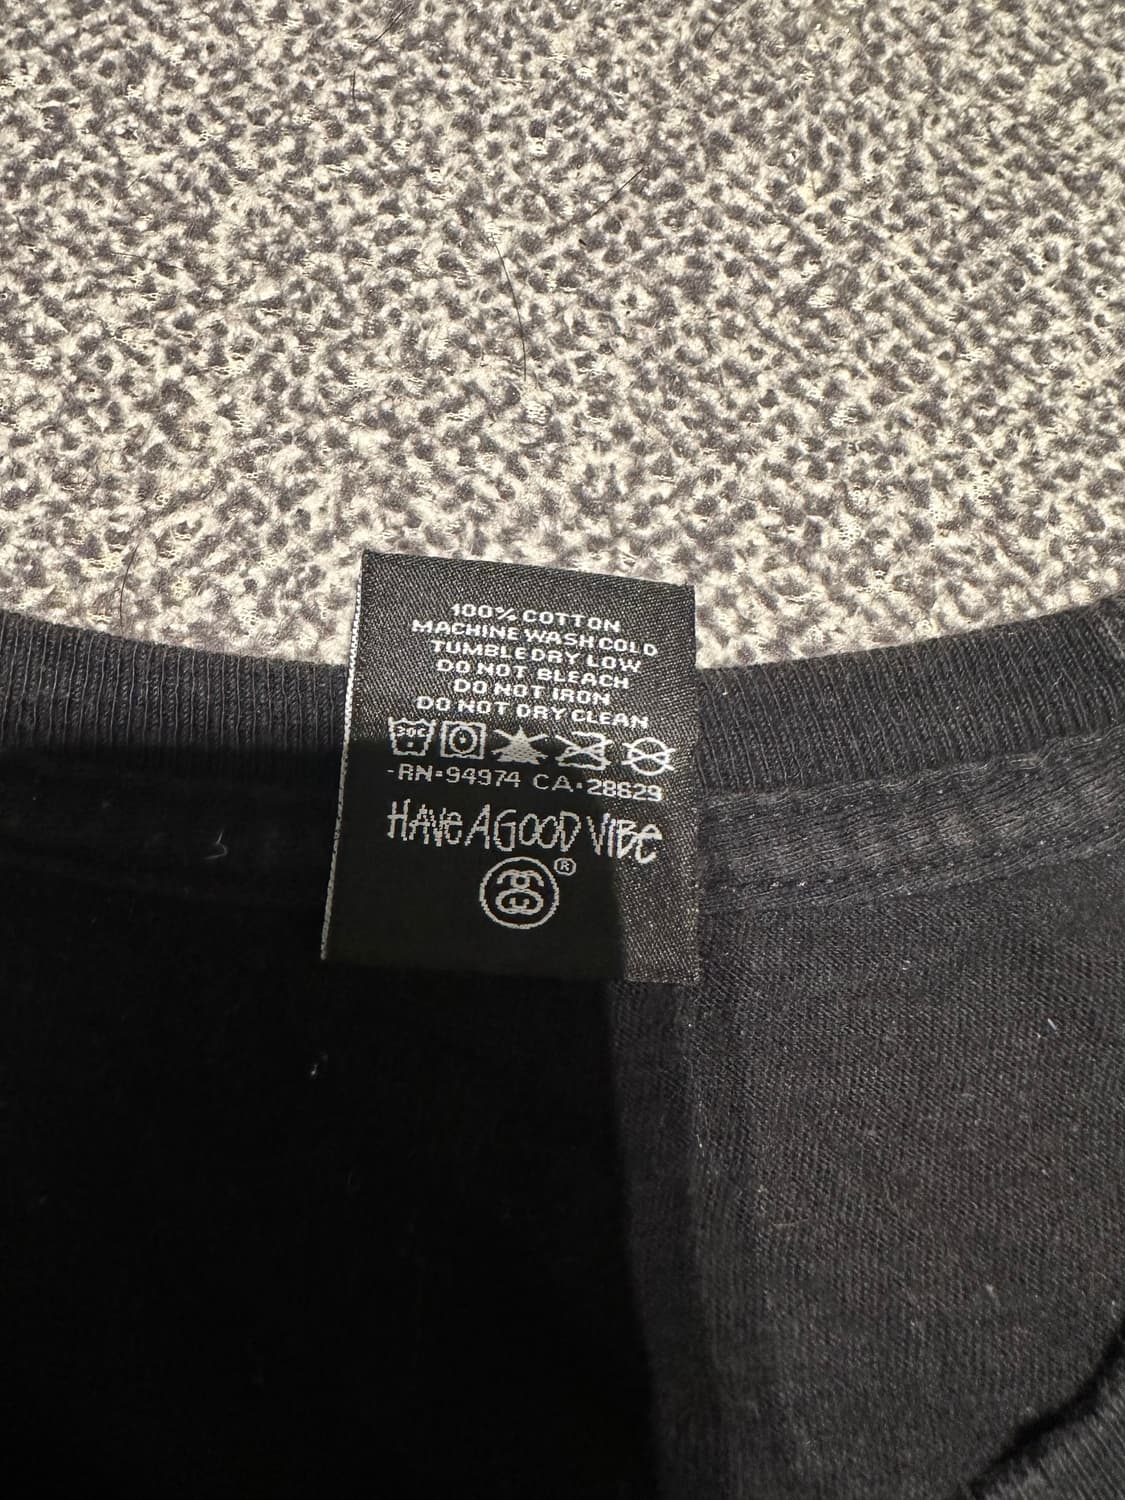 100% COTTON
MACHINE WASH COLD
TUMBLE DRY LOW
DO NOT BLEACH
DO NOT IRON
DO NOT DRY CLEAN
30C
-RN-94974 CA-28629
HAVE A GOOD VIBE
®